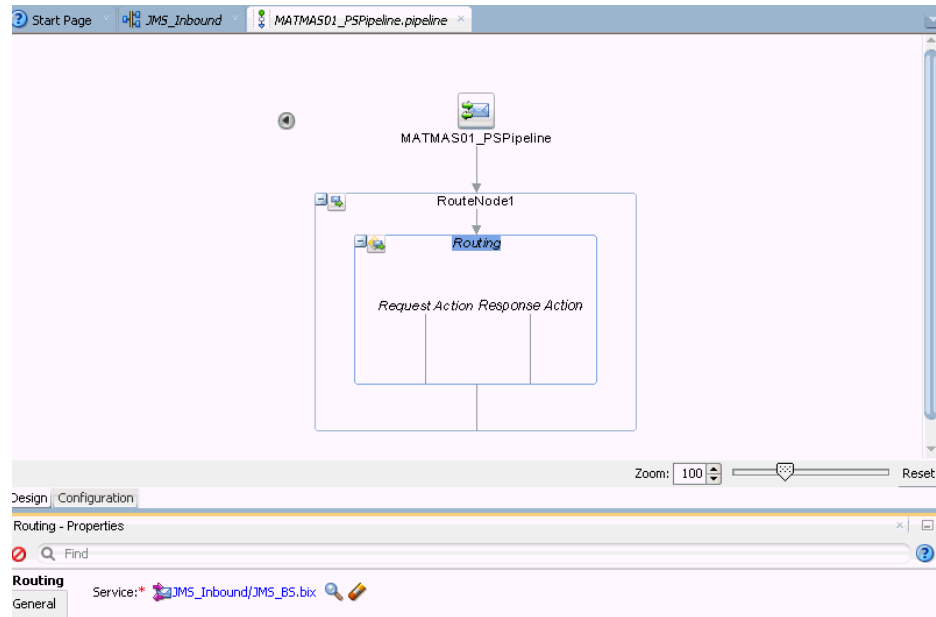 Start Page JMS_Inbound MATMAS01_PSPipeline.pipeline
MATMAS01_PSPipeline
RouteNode1
Routing
Request Action Response Action
Zoom: 100 Reset
Design Configuration
Routing - Properties
Find
Routing
General
Service:* JMS_Inbound/JMS_BS.bix